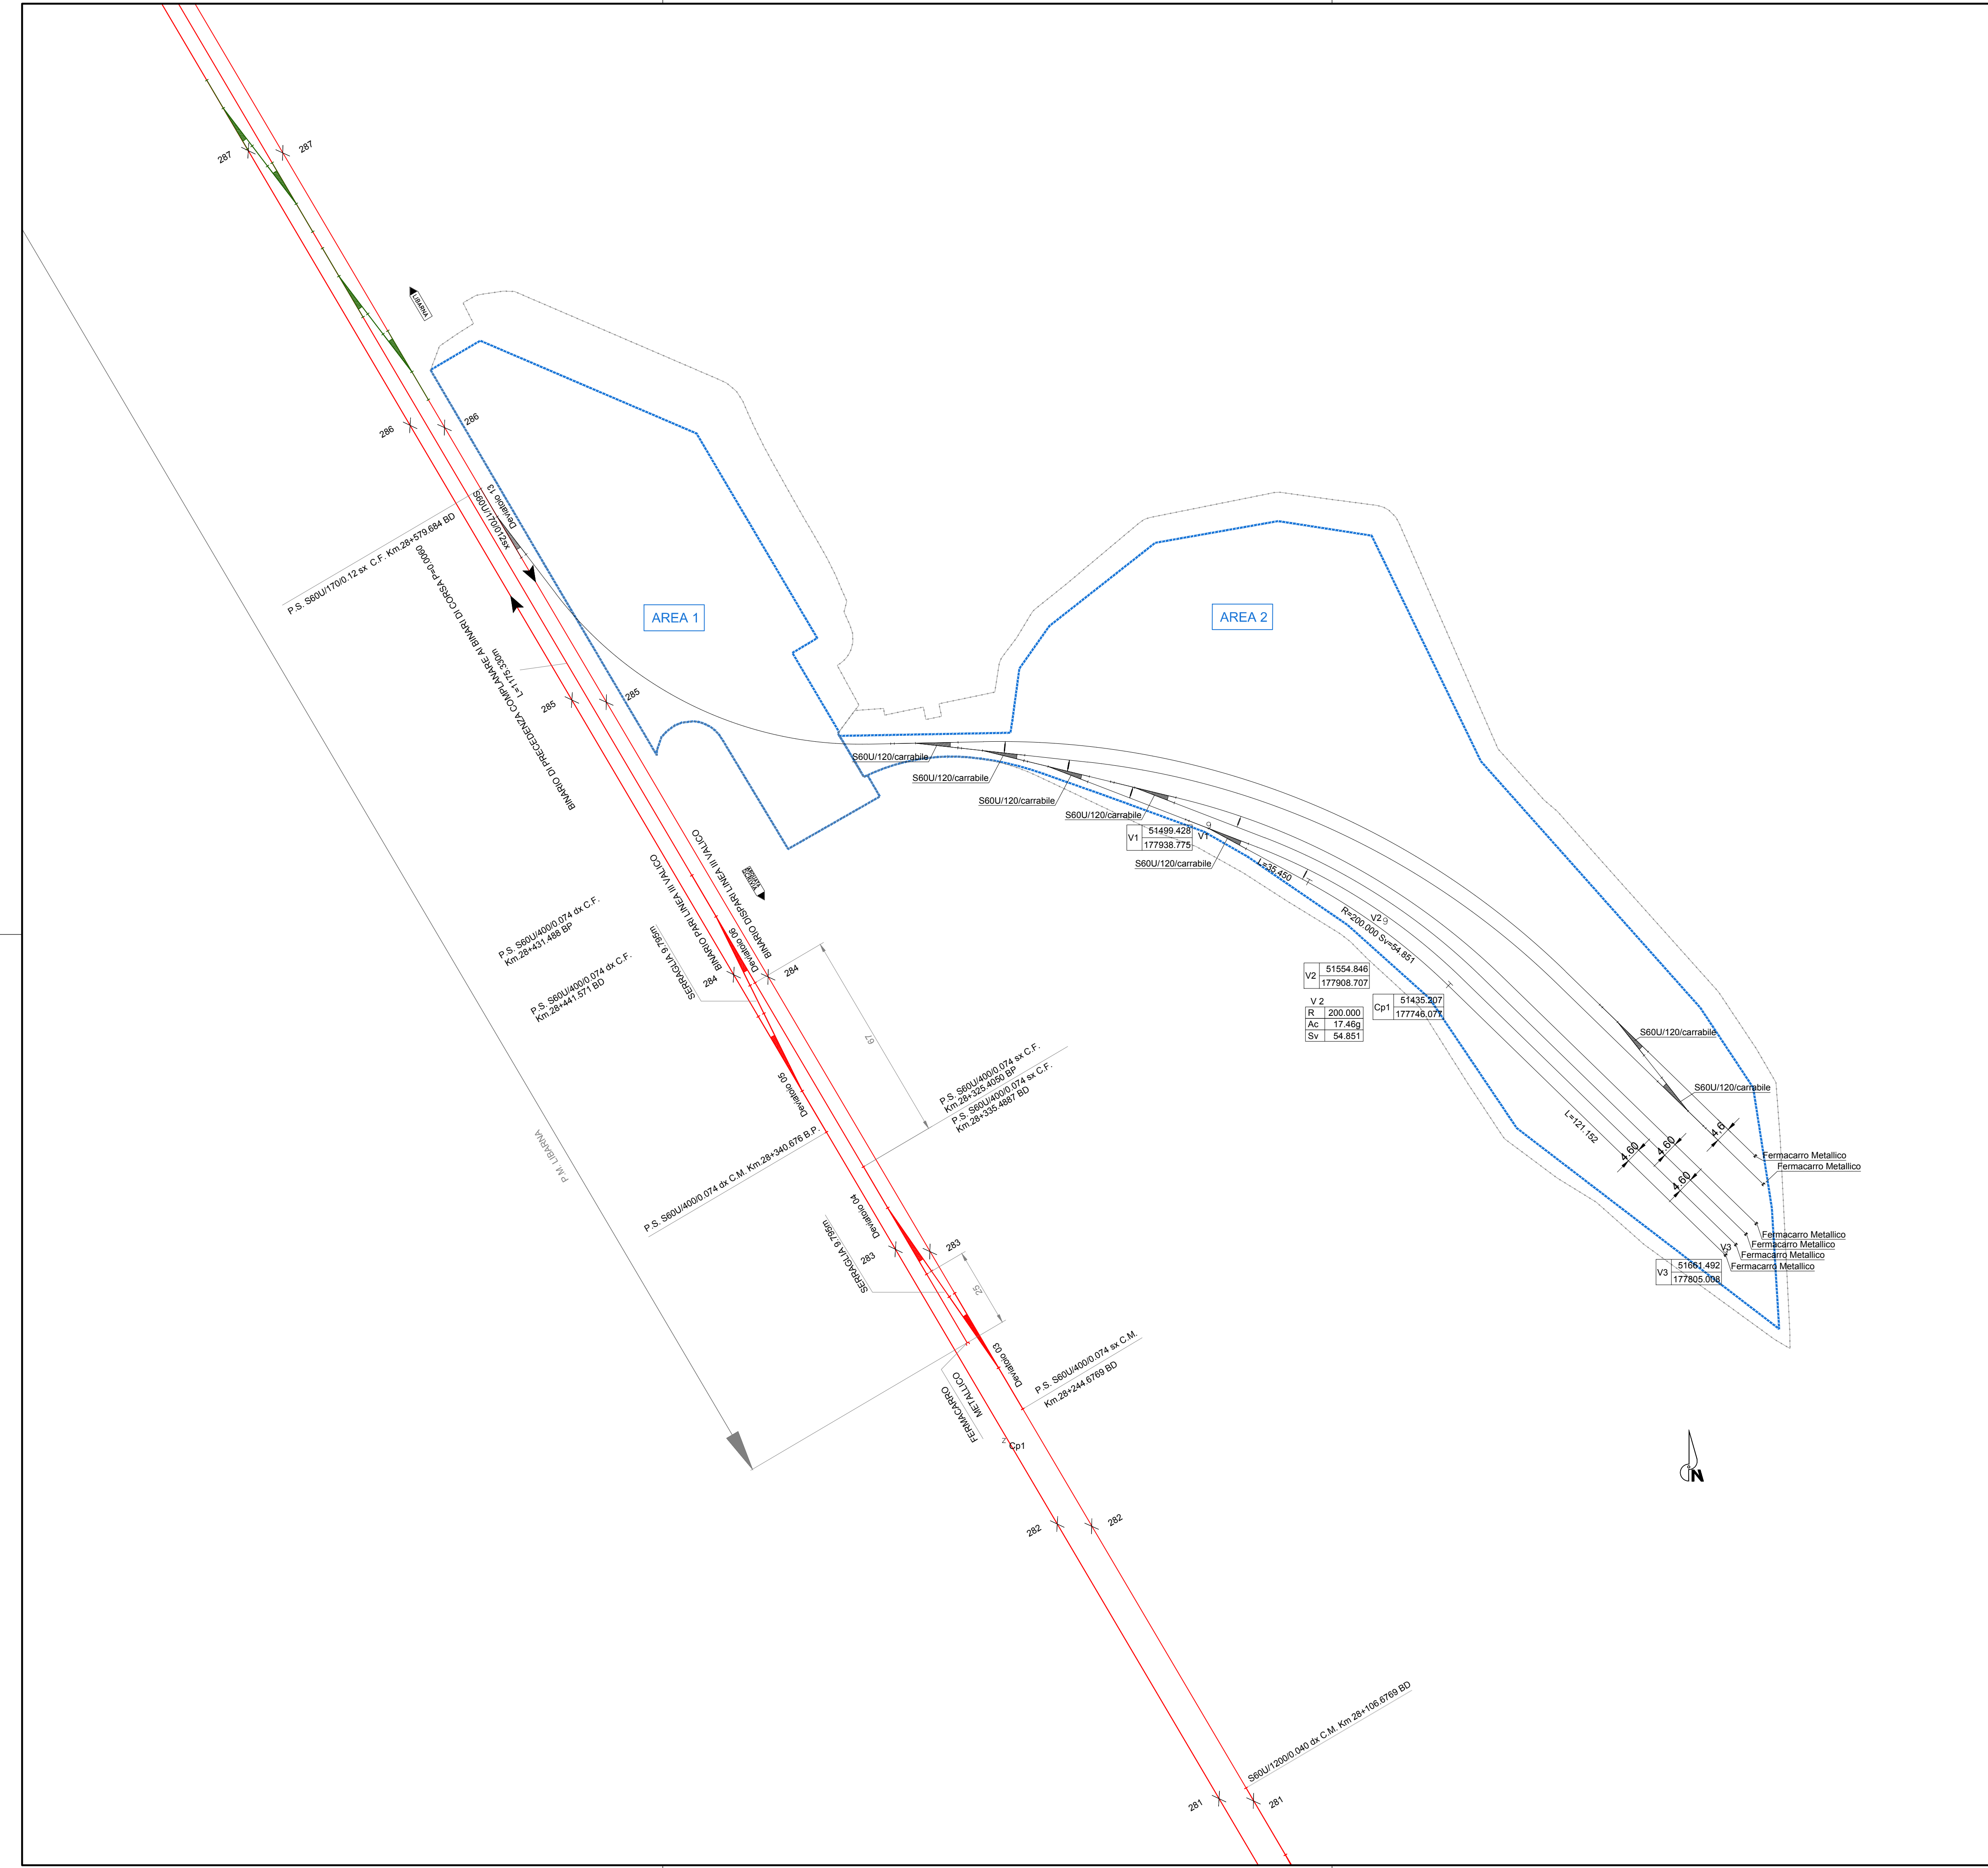 287
287
LIBARNA
286
286
Deviatoio 13
S60U/170/012sx
P.S. S60U/170/0.12 sx C.F. Km.28+579.684 BD
BINARIO DI PRECEDENZA COMPLANARE AI BINARI DI CORSA P=0.0060
L=1175.330m
AREA 1
AREA 2
285
285
S60U/120/carrabile
S60U/120/carrabile
S60U/120/carrabile
S60U/120/carrabile
V1
51499.428
177938.775
9
V1
S60U/120/carrabile
L=35.450
BINARIO PARI LINEA III VALICO
BINARIO DISPARI LINEA III VALICO
P.S. S60U/400/0.074 dx C.F.
Km.28+431.488 BP
P.S. S60U/400/0.074 dx C.F.
Km.28+441.571 BD
SERRAGLIA 9.795m
Deviatoio 06
284
284
V2
9
R=200.000 Sv=54.851
V2
51554.846
177908.707
V 2
R 200.000
Ac 17.46g
Sv 54.851
Cp1
51435.207
177746.077
67
Deviatoio 05
P.S. S60U/400/0.074 sx C.F.
Km.28+325.4050 BP
P.S. S60U/400/0.074 sx C.F.
Km.28+335.4887 BD
S60U/120/carrabile
S60U/120/carrabile
L=121.152
4.60
4.60
4.60
4.6
Fermacarro Metallico
Fermacarro Metallico
Fermacarro Metallico
Fermacarro Metallico
Fermacarro Metallico
Fermacarro Metallico
V3
V3
51661.492
177805.008
P.M. LIBARNA
P.S. S60U/400/0.074 dx C.M. Km.28+340.676 B.P.
Deviatoio 04
SERRAGLIA 9.795m
283
283
25
Deviatoio 03
FERMACARRO
METALLICO
P.S. S60U/400/0.074 sx C.M.
Km.28+244.6769 BD
Cp1
N
282
282
S60U/1200/0.040 dx C.M. Km 28+106.6769 BD
281
281